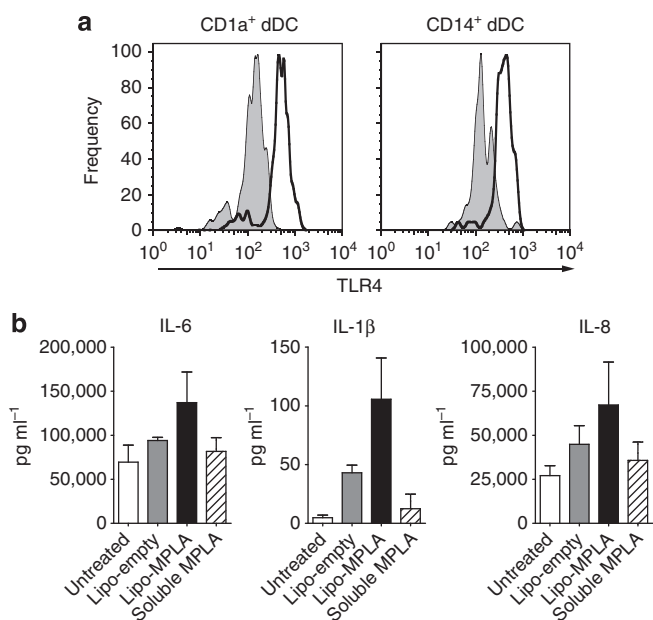 a
CD1a⁺ dDC
CD14⁺ dDC
Frequency
100
80
60
40
20
0
10⁰ 10¹ 10² 10³ 10⁴
10⁰ 10¹ 10² 10³ 10⁴
TLR4
b
IL-6
pg ml⁻¹
200,000
150,000
100,000
50,000
0
Untreated
Lipo-empty
Lipo-MPLA
Soluble MPLA
IL-1β
pg ml⁻¹
150
100
50
0
Untreated
Lipo-empty
Lipo-MPLA
Soluble MPLA
IL-8
pg ml⁻¹
100,000
75,000
50,000
25,000
0
Untreated
Lipo-empty
Lipo-MPLA
Soluble MPLA